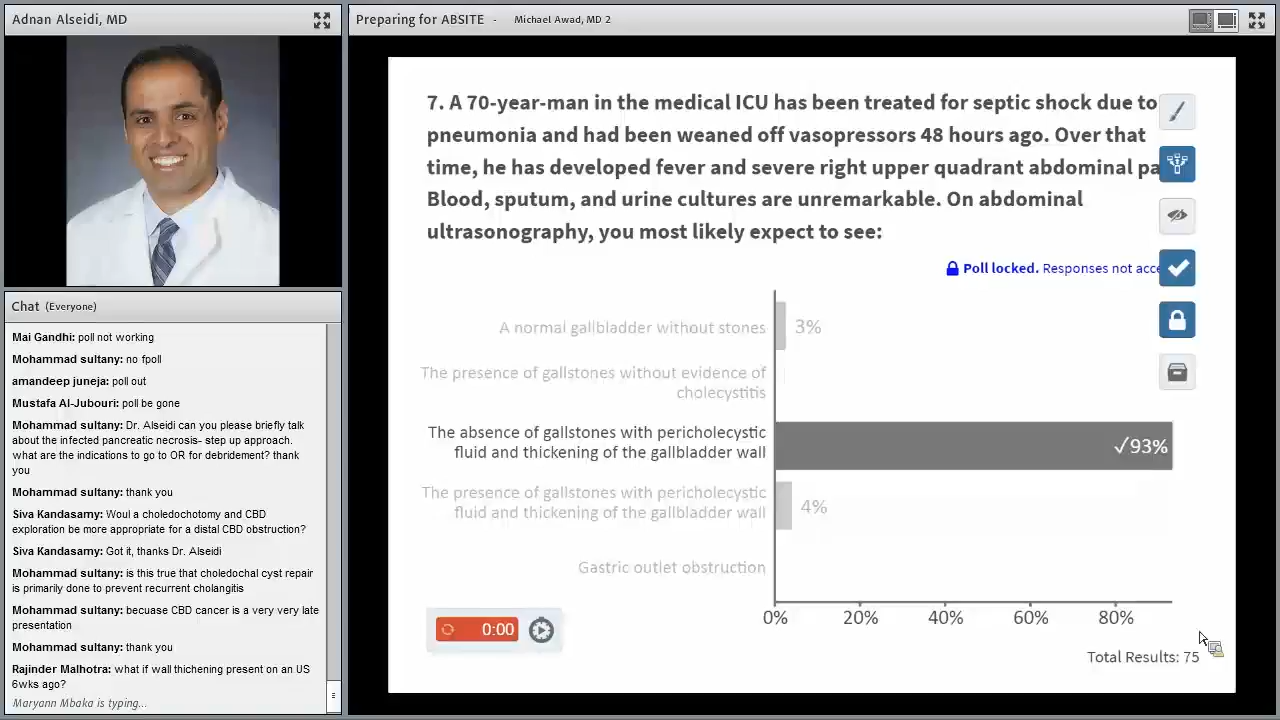 Adnan Alseidi, MD
Preparing for ABSITE - Michael Awad, MD 2
7. A 70-year-man in the medical ICU has been treated for septic shock due to
pneumonia and had been weaned off vasopressors 48 hours ago. Over that
time, he has developed fever and severe right upper quadrant abdominal pa
Blood, sputum, and urine cultures are unremarkable. On abdominal
ultrasonography, you most likely expect to see:
Poll locked. Responses not acce
A normal gallbladder without stones 3%
The presence of gallstones without evidence of
cholecystitis
The absence of gallstones with pericholecystic
fluid and thickening of the gallbladder wall
✓93%
The presence of gallstones with pericholecystic
fluid and thickening of the gallbladder wall
4%
Gastric outlet obstruction
0% 20% 40% 60% 80%
0:00
Total Results: 75
Chat (Everyone)
Mai Gandhi: poll not working
Mohammad sultany: no fpoll
amandeep juneja: poll out
Mustafa Al-Jubouri: poll be gone
Mohammad sultany: Dr. Alseidi can you please briefly talk
about the infected pancreatic necrosis- step up approach.
what are the indications to go to OR for debridement? thank
you
Mohammad sultany: thank you
Siva Kandasamy: Woul a choledochotomy and CBD
exploration be more appropriate for a distal CBD obstruction?
Siva Kandasamy: Got it, thanks Dr. Alseidi
Mohammad sultany: is this true that choledochal cyst repair
is primarily done to prevent recurrent cholangitis
Mohammad sultany: becuase CBD cancer is a very very late
presentation
Mohammad sultany: thank you
Rajinder Malhotra: what if wall thichening present on an US
6wks ago?
Maryann Mbaka is typing...